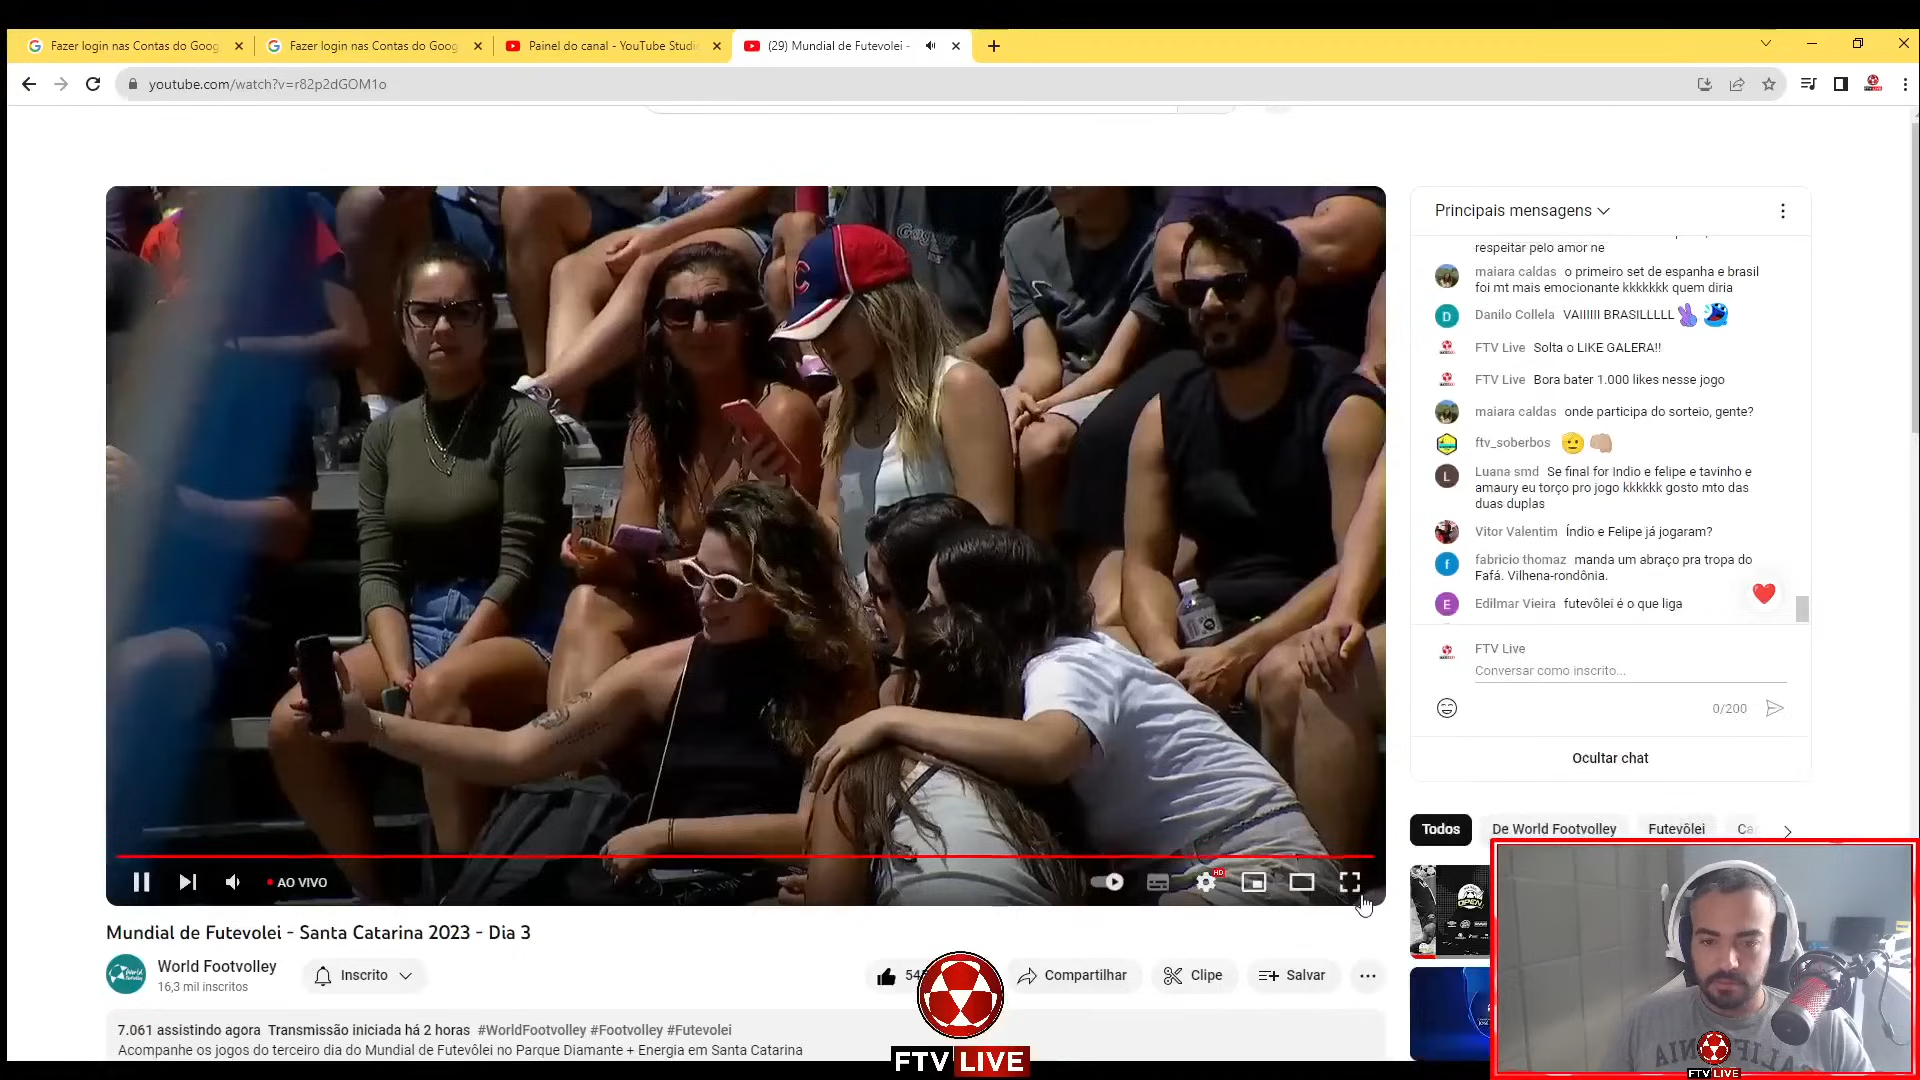 Fazer login nas Contas do Goog
Fazer login nas Contas do Goog
Painel do canal - YouTube Studi
(29) Mundial de Futevolei -
youtube.com/watch?v=r82p2dGOM1o
Principais mensagens
respeitar pelo amor ne
maiara caldas o primeiro set de espanha e brasil
foi mt mais emocionante kkkkkkk quem diria
Danilo Collela VAIIIIII BRASILLLLL
FTV Live Solta o LIKE GALERA!!
FTV Live Bora bater 1.000 likes nesse jogo
maiara caldas onde participa do sorteio, gente?
ftv_soberbos
Luana smd Se final for Indio e felipe e tavinho e
amaury eu torço pro jogo kkkkkk gosto mto das
duas duplas
Vitor Valentim Índio e Felipe já jogaram?
fabricio thomaz manda um abraço pra tropa do
Fafá. Vilhena-rondônia.
Edilmar Vieira futevôlei é o que liga
FTV Live
Conversar como inscrito...
0/200
Ocultar chat
Todos
De World Footvolley
Futevôlei
AO VIVO
HD
Mundial de Futevolei - Santa Catarina 2023 - Dia 3
World Footvolley
16,3 mil inscritos
Inscrito
Compartilhar
Clipe
Salvar
7.061 assistindo agora Transmissão iniciada há 2 horas #WorldFootvolley #Footvolley #Futevolei
Acompanhe os jogos do terceiro dia do Mundial de Futevôlei no Parque Diamante + Energia em Santa Catarina
FTV LIVE
OPEN
FTV LIVE